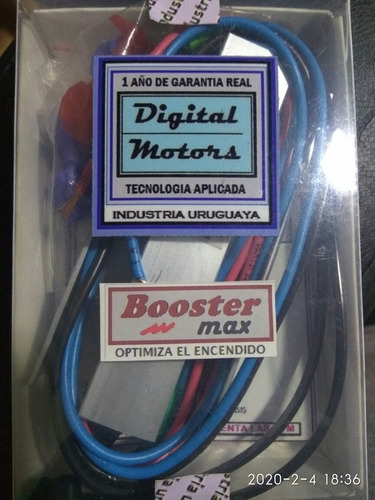 1 AÑO DE GARANTIA REAL
Digital
Motors
TECNOLOGIA APLICADA
INDUSTRIA URUGUAYA
Booster
max
OPTIMIZA EL ENCENDIDO
2020-2-4 18:36